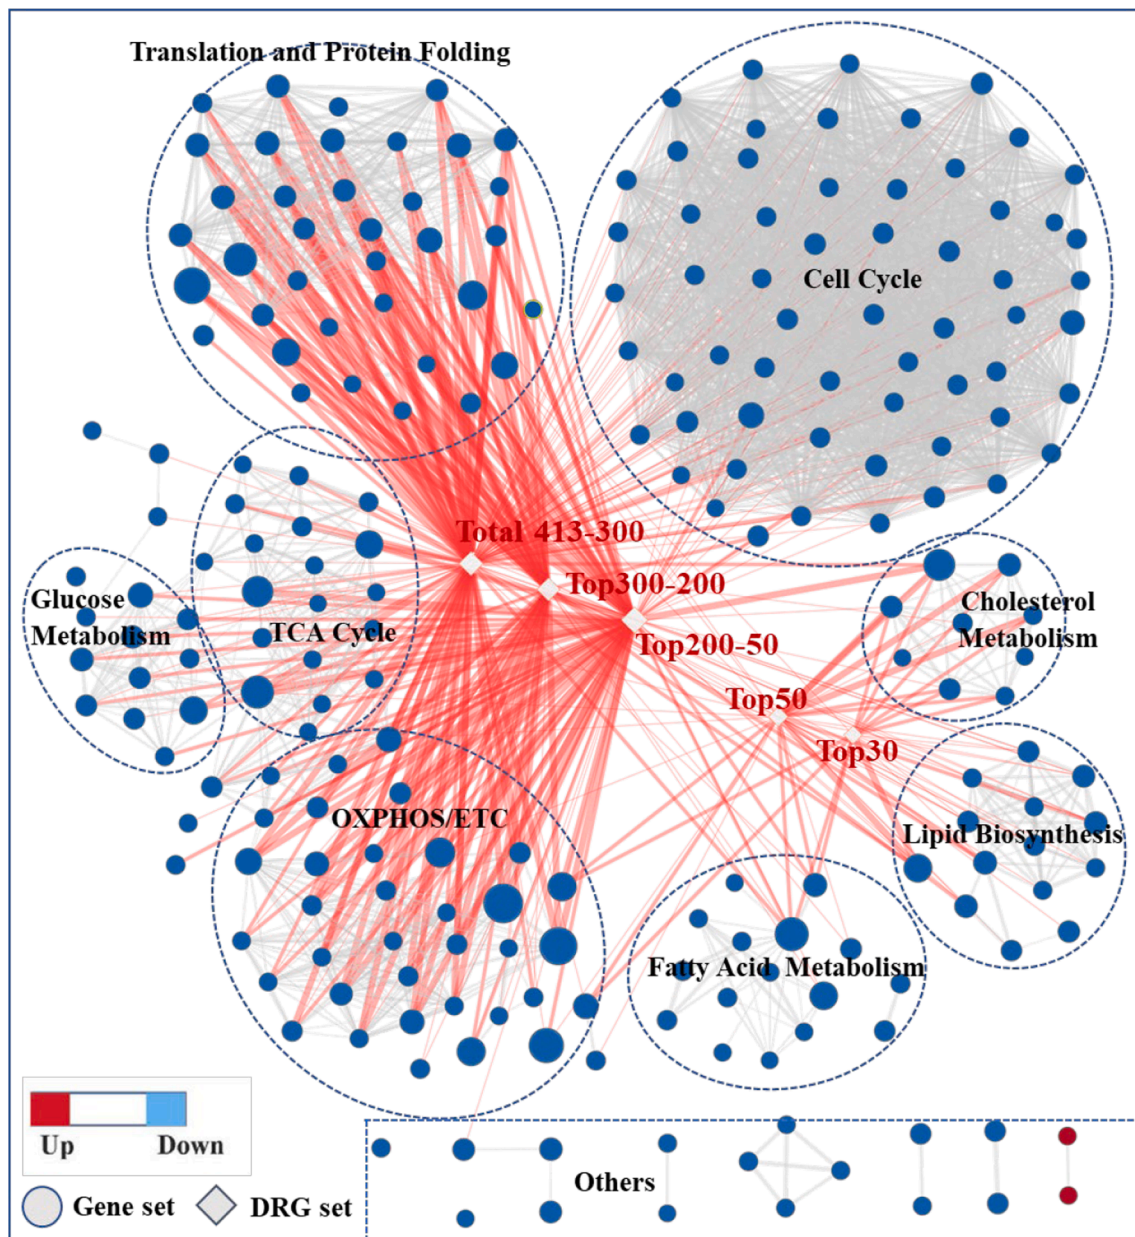 Translation and Protein Folding
Cell Cycle
Total 413-300
Top300-200
Glucose
Metabolism
TCA Cycle
Cholesterol
Metabolism
Top200-50
Top50
Top30
OXPHOS/ETC
Lipid Biosynthesis
Fatty Acid Metabolism
Up
Down
Others
Gene set
DRG set